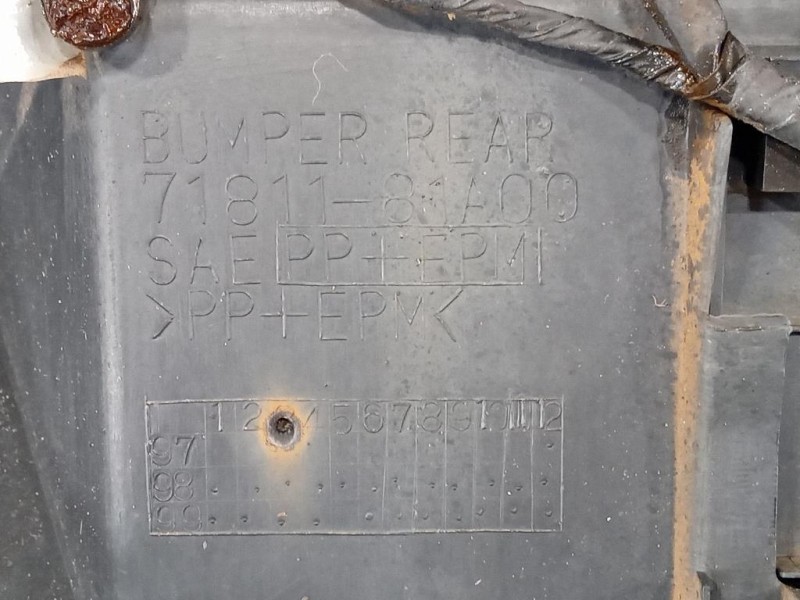 BUMPER REAR
71811-81A00
SAE PP+EPM
>PP+EPM<
1 2 4 5 6 7 8 9 10 11 12
97
98
99